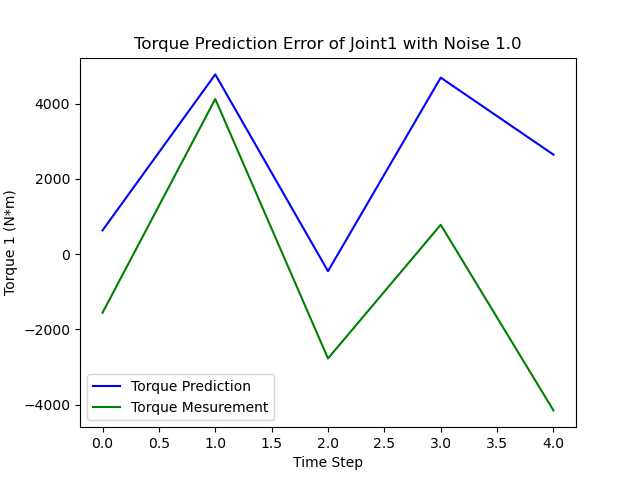 Torque Prediction Error of Joint1 with Noise 1.0
Torque 1 (N*m)
4000
2000
0
−2000
−4000
Torque Prediction
Torque Mesurement
0.0 0.5 1.0 1.5 2.0 2.5 3.0 3.5 4.0
Time Step